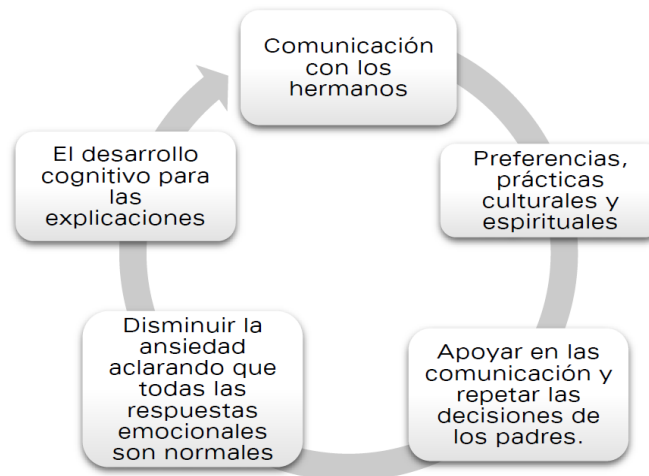 Comunicación
con los
hermanos
Preferencias,
prácticas
culturales y
espirituales
Apoyar en las
comunicación y
repetar las
decisiones de
los padres.
Disminuir la
ansiedad
aclarando que
todas las
respuestas
emocionales
son normales
El desarrollo
cognitivo para
las
explicaciones